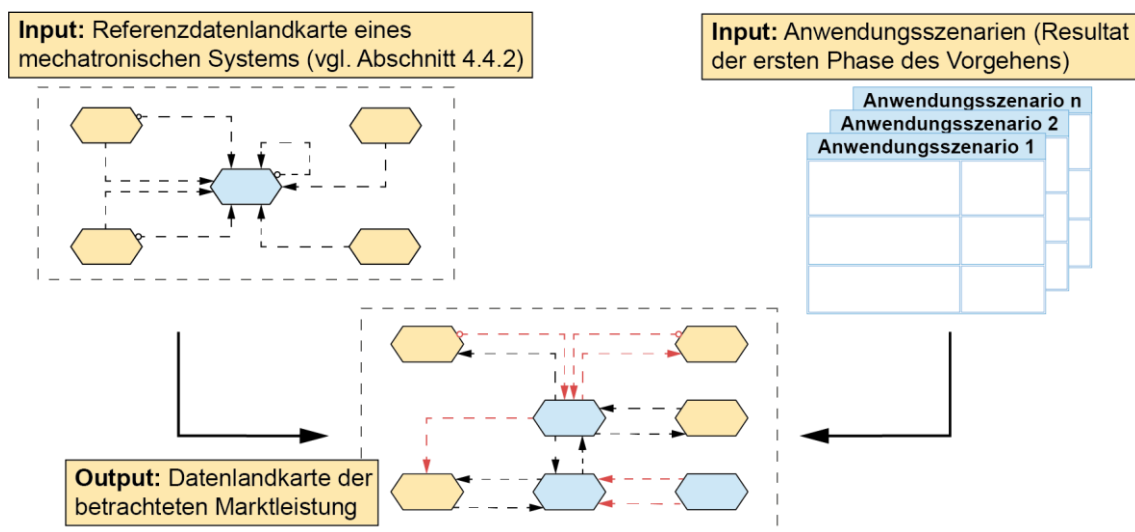 Input: Referenzdatenlandkarte eines
mechatronischen Systems (vgl. Abschnitt 4.4.2)
Input: Anwendungsszenarien (Resultat
der ersten Phase des Vorgehens)
Anwendungsszenario n
Anwendungsszenario 2
Anwendungsszenario 1
Output: Datenlandkarte der
betrachteten Marktleistung